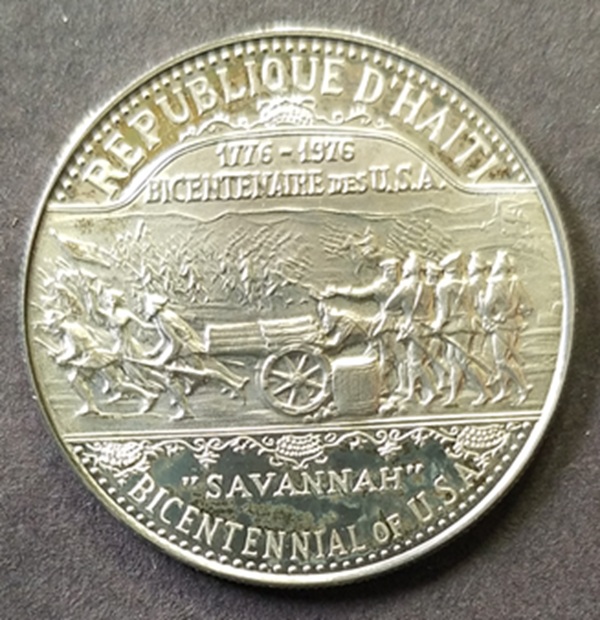 REPUBLIQUE D'HAITI
1776-1976
BICENTENAIRE DES U.S.A.
"SAVANNAH"
BICENTENNIAL OF U.S.A.